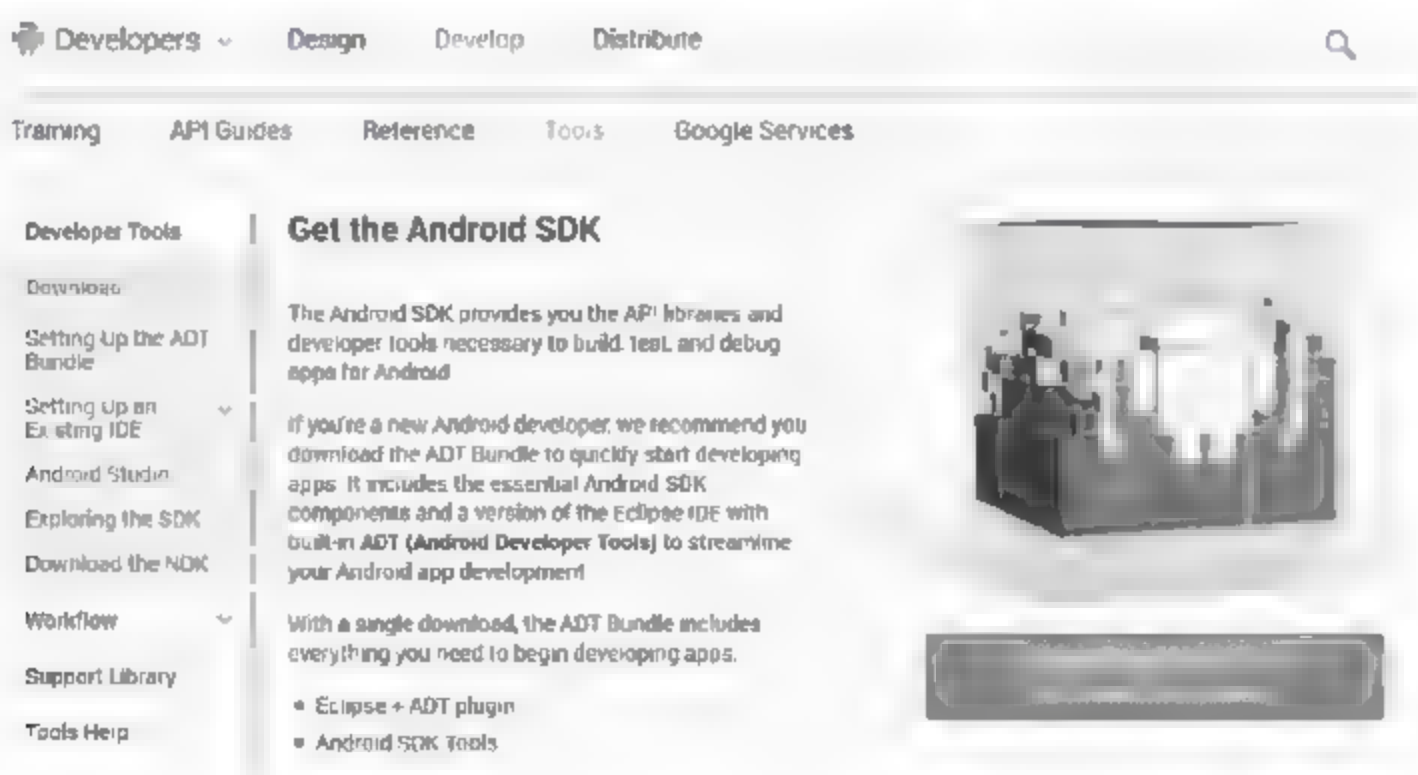 Developers Design Develop Distribute
Training API Guides Reference Tools Google Services
Developer Tools
Download
Setting Up the ADT
Bundle
Setting Up an
Existing IDE
Android Studio
Exploring the SDK
Download the NDK
Workflow
Support Library
Tools Help
Get the Android SDK
The Android SDK provides you the API libraries and
developer tools necessary to build, test, and debug
apps for Android.
If you're a new Android developer, we recommend you
download the ADT Bundle to quickly start developing
apps. It includes the essential Android SDK
components and a version of the Eclipse IDE with
built-in ADT (Android Developer Tools) to streamline
your Android app development.
With a single download, the ADT Bundle includes
everything you need to begin developing apps.
• Eclipse + ADT plugin
• Android SDK Tools